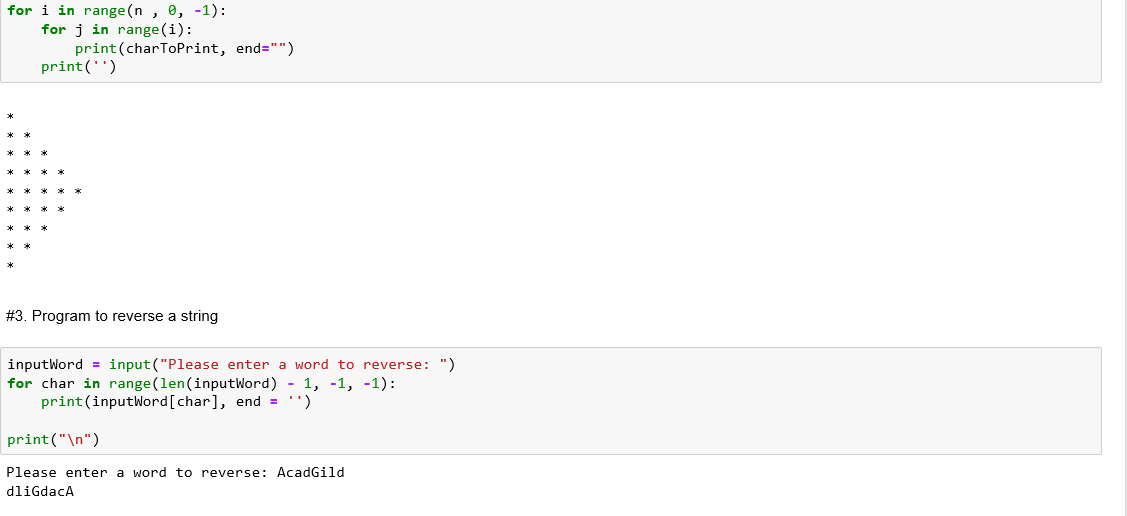 for i in range(n , 0, -1):
    for j in range(i):
        print(charToPrint, end="")
    print('')
*
* *
* * *
* * * *
* * * * *
* * * *
* * *
* *
*
#3. Program to reverse a string
inputWord = input("Please enter a word to reverse: ")
for char in range(len(inputWord) - 1, -1, -1):
    print(inputWord[char], end = '')
print("\n")
Please enter a word to reverse: AcadGild
dliGdacA